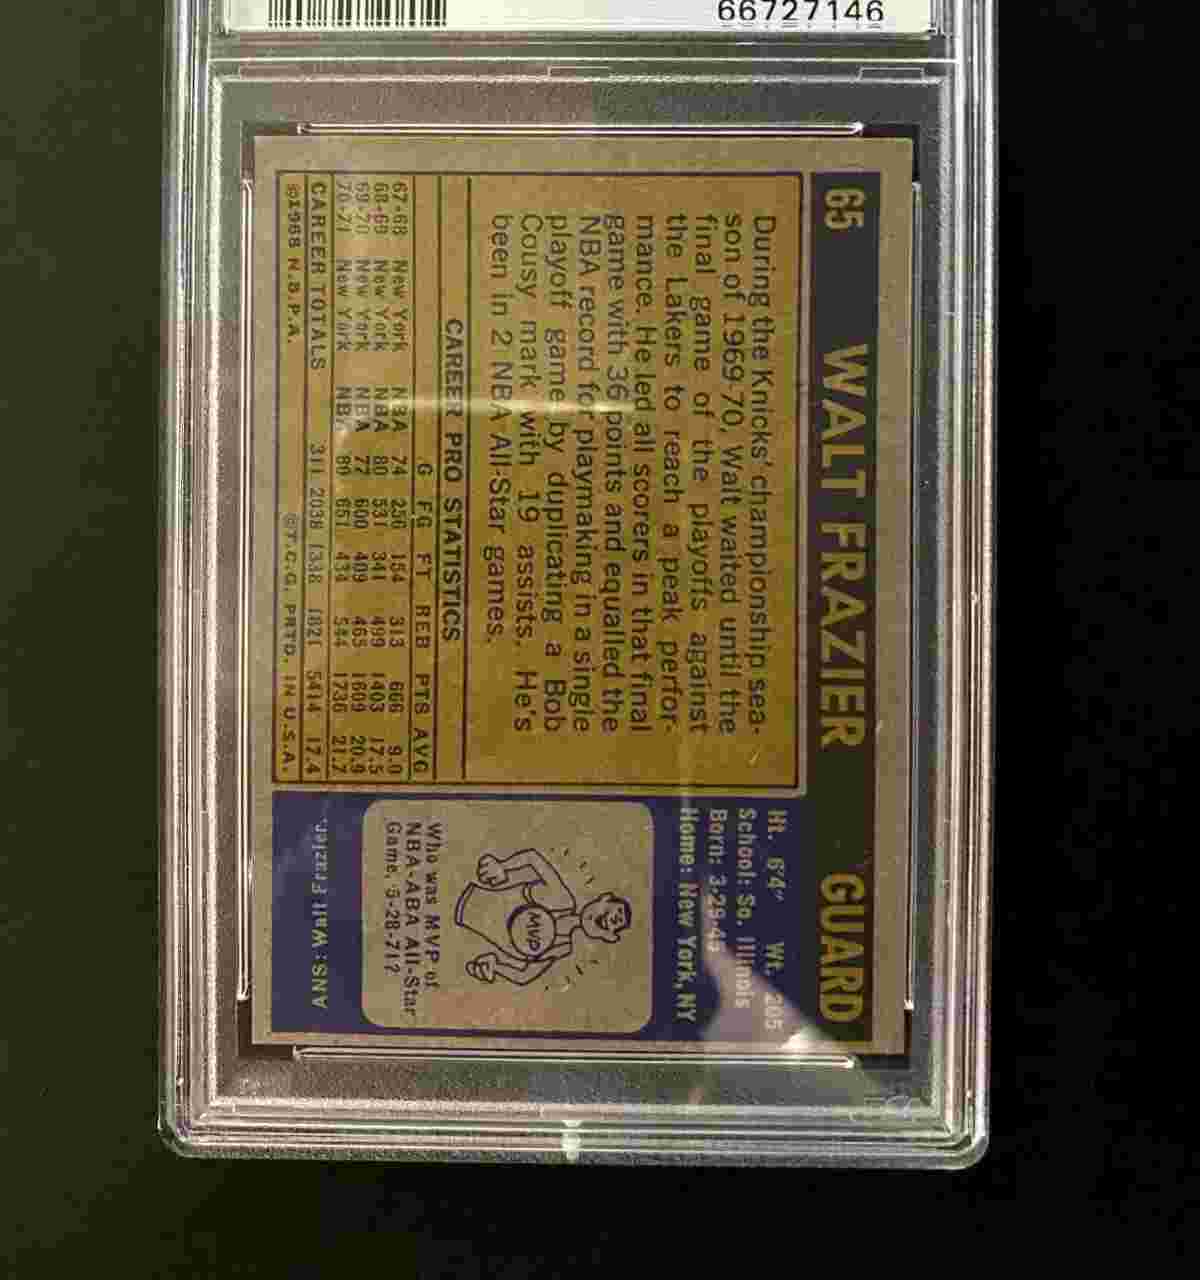 66727146
65 WALT FRAZIER GUARD
During the Knicks' championship sea-
son of 1969-70, Walt waited until the
final game of the playoffs against
the Lakers to reach a peak perfor-
mance. He led all scorers in that final
game with 36 points and equalled the
NBA record for playmaking in a single
playoff game by duplicating a Bob
Cousy mark with 19 assists. He's
been in 2 NBA All-Star games.
CAREER PRO STATISTICS
G FG FT REB PTS AVG
67-68 New York NBA 74 256 154 313 666 9.0
68-69 New York NBA 80 531 341 499 1403 17.5
69-70 New York NBA 77 600 409 465 1609 20.9
70-71 New York NBA 80 651 434 544 1736 21.7
CAREER TOTALS 311 2038 1338 1821 5414 17.4
©1968 N.B.P.A. ©T.C.G. PRTD. IN U.S.A.
Ht. 6'4" Wt. 205
School: So. Illinois
Born: 3-29-45
Home: New York, NY
MVP
Who was MVP of
NBA-ABA All-Star
Game, 5-28-71?
ANS: Walt Frazier.